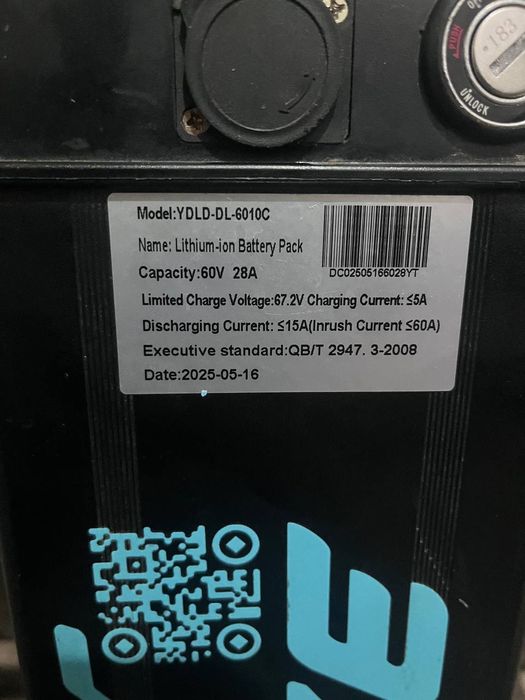 PUSH
183
UNLOCK
Model:YDLD-DL-6010C
Name: Lithium-ion Battery Pack
Capacity:60V 28A
DC02505166028YT
Limited Charge Voltage:67.2V Charging Current: ≤5A
Discharging Current: ≤15A(Inrush Current ≤60A)
Executive standard:QB/T 2947. 3-2008
Date:2025-05-16